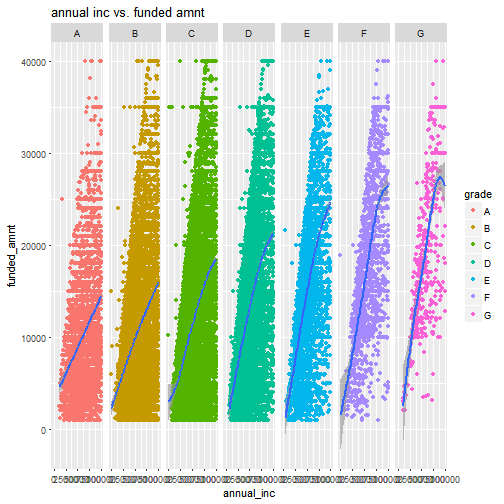 annual inc vs. funded amnt
A B C D E F G
40000
30000
20000
10000
0
funded_amnt
annual_inc
grade
A
B
C
D
E
F
G